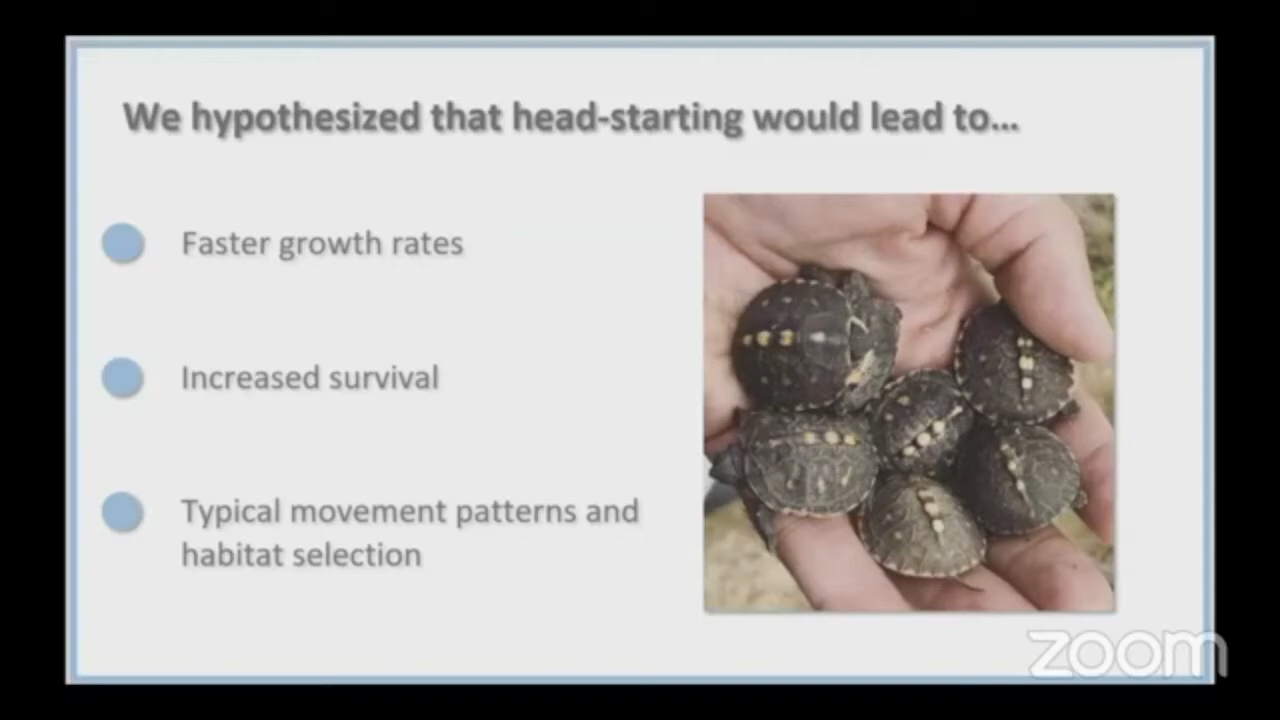 We hypothesized that head-starting would lead to…
Faster growth rates
Increased survival
Typical movement patterns and
habitat selection
zoom